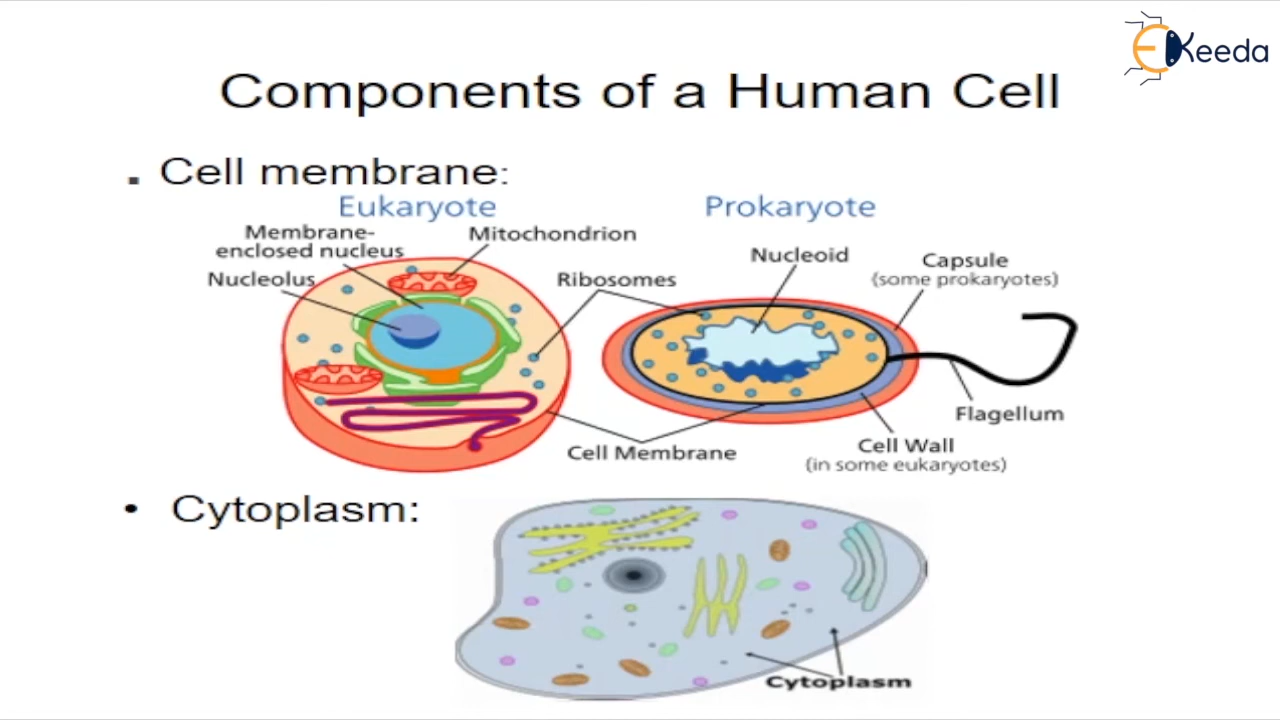 EKeeda
Components of a Human Cell
▪ Cell membrane:
Eukaryote
Prokaryote
Membrane-
enclosed nucleus
Mitochondrion
Nucleolus
Ribosomes
Nucleoid
Capsule
(some prokaryotes)
Flagellum
Cell Membrane
Cell Wall
(in some eukaryotes)
• Cytoplasm:
Cytoplasm